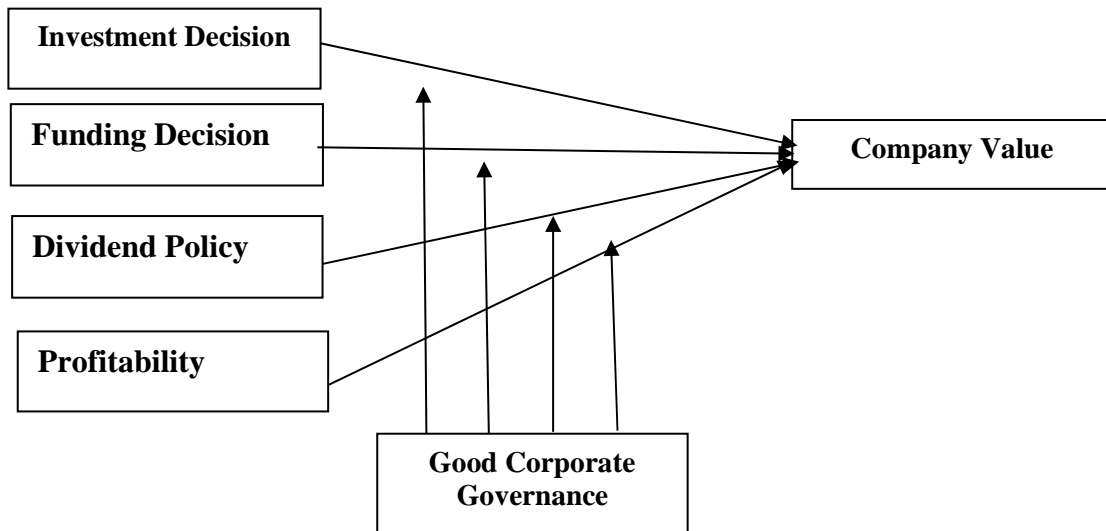 Investment Decision
Funding Decision
Company Value
Dividend Policy
Profitability
Good Corporate
Governance